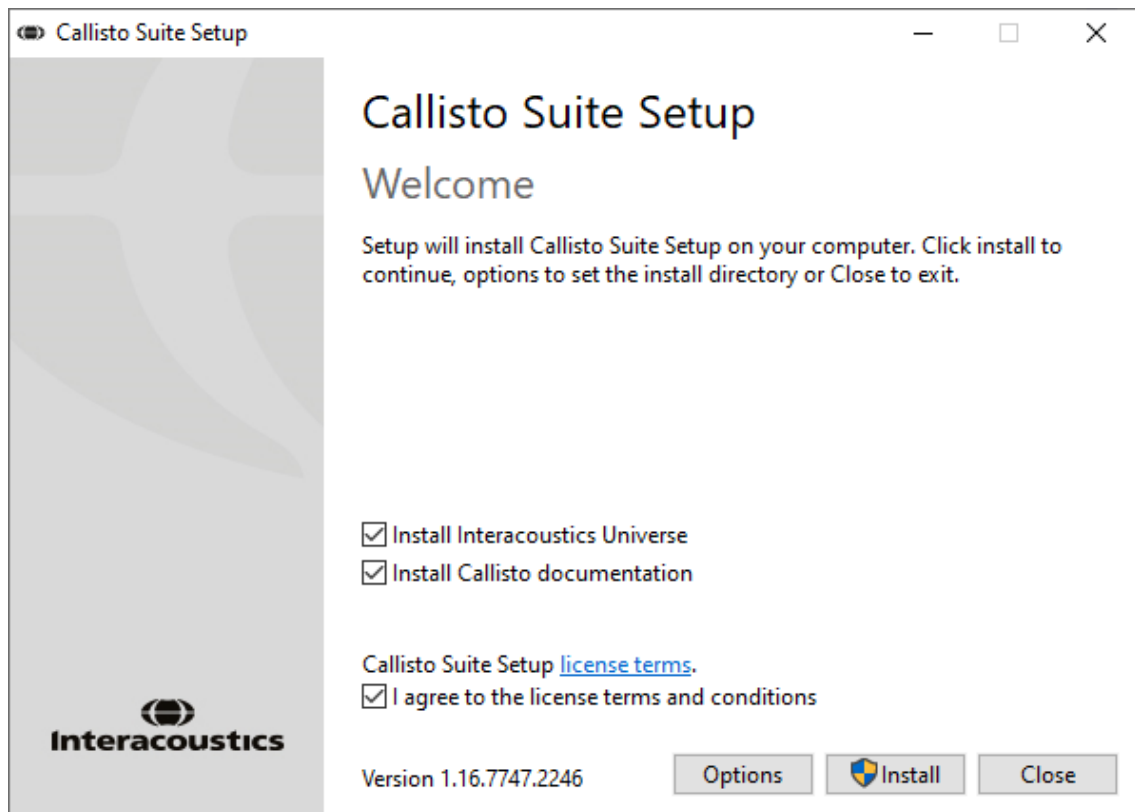 Callisto Suite Setup
Callisto Suite Setup
Welcome
Setup will install Callisto Suite Setup on your computer. Click install to
continue, options to set the install directory or Close to exit.
Install Interacoustics Universe
Install Callisto documentation
Callisto Suite Setup license terms.
I agree to the license terms and conditions
Interacoustics
Version 1.16.7747.2246
Options
Install
Close